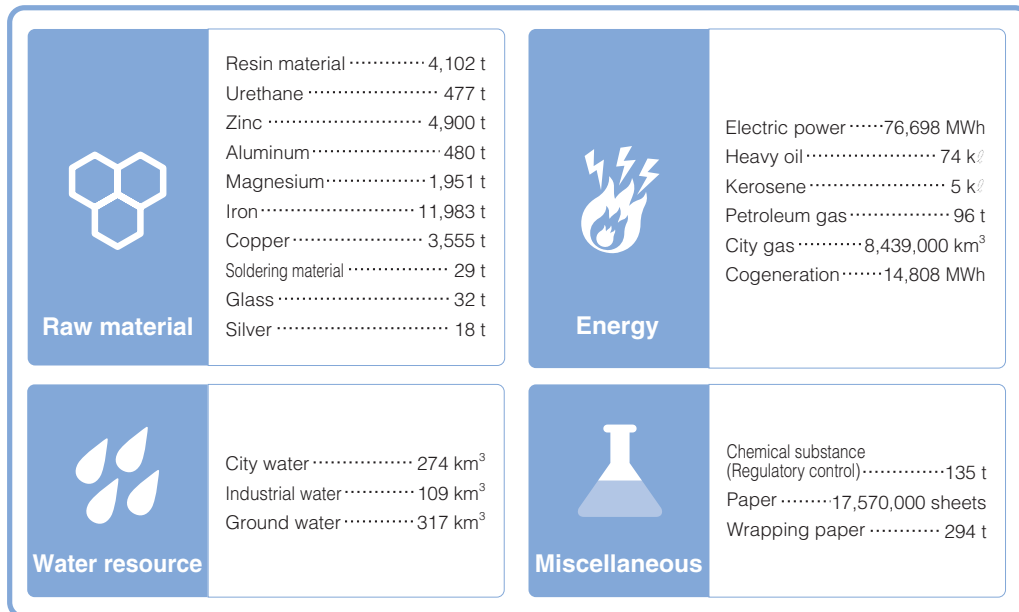 Resin material ············· 4,102 t
Urethane ························ 477 t
Zinc ···························· 4,900 t
Aluminum ····················· 480 t
Magnesium ················ 1,951 t
Iron ··························· 11,983 t
Copper ······················ 3,555 t
Soldering material ················· 29 t
Glass ····························· 32 t
Silver ····························· 18 t
Raw material
Electric power ······ 76,698 MWh
Heavy oil ······················· 74 kℓ
Kerosene ························ 5 kℓ
Petroleum gas ················ 96 t
City gas ··········· 8,439,000 km³
Cogeneration ······· 14,808 MWh
Energy
City water ·················· 274 km³
Industrial water ············ 109 km³
Ground water ············ 317 km³
Water resource
Chemical substance
(Regulatory control) ·············· 135 t
Paper ········· 17,570,000 sheets
Wrapping paper ············ 294 t
Miscellaneous